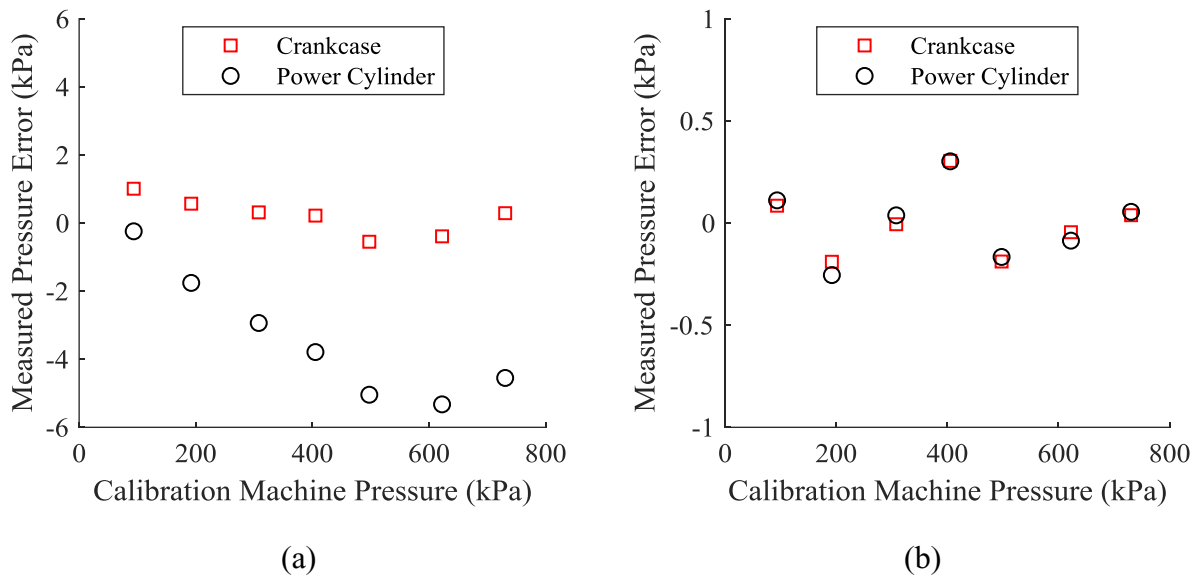 6
4
2
0
-2
-4
-6
Measured Pressure Error (kPa)
Crankcase
Power Cylinder
0
200
400
600
800
Calibration Machine Pressure (kPa)
(a)
1
0.5
0
-0.5
-1
Measured Pressure Error (kPa)
Crankcase
Power Cylinder
0
200
400
600
800
Calibration Machine Pressure (kPa)
(b)